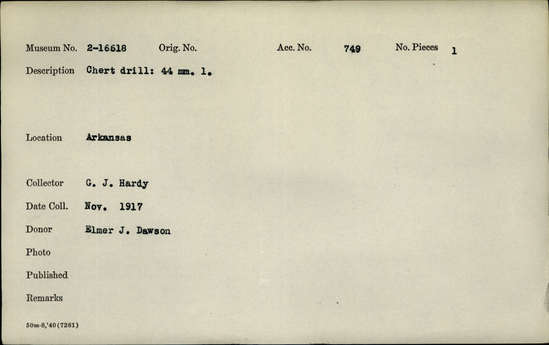 Museum No. 2-16618 Orig. No. Acc. No. 749 No. Pieces 1
Description Chert drill: 44 mm. l.
Location Arkansas
Collector G. J. Hardy
Date Coll. Nov. 1917
Donor Elmer J. Dawson
Photo
Published
Remarks
50m-8,'40(7261)